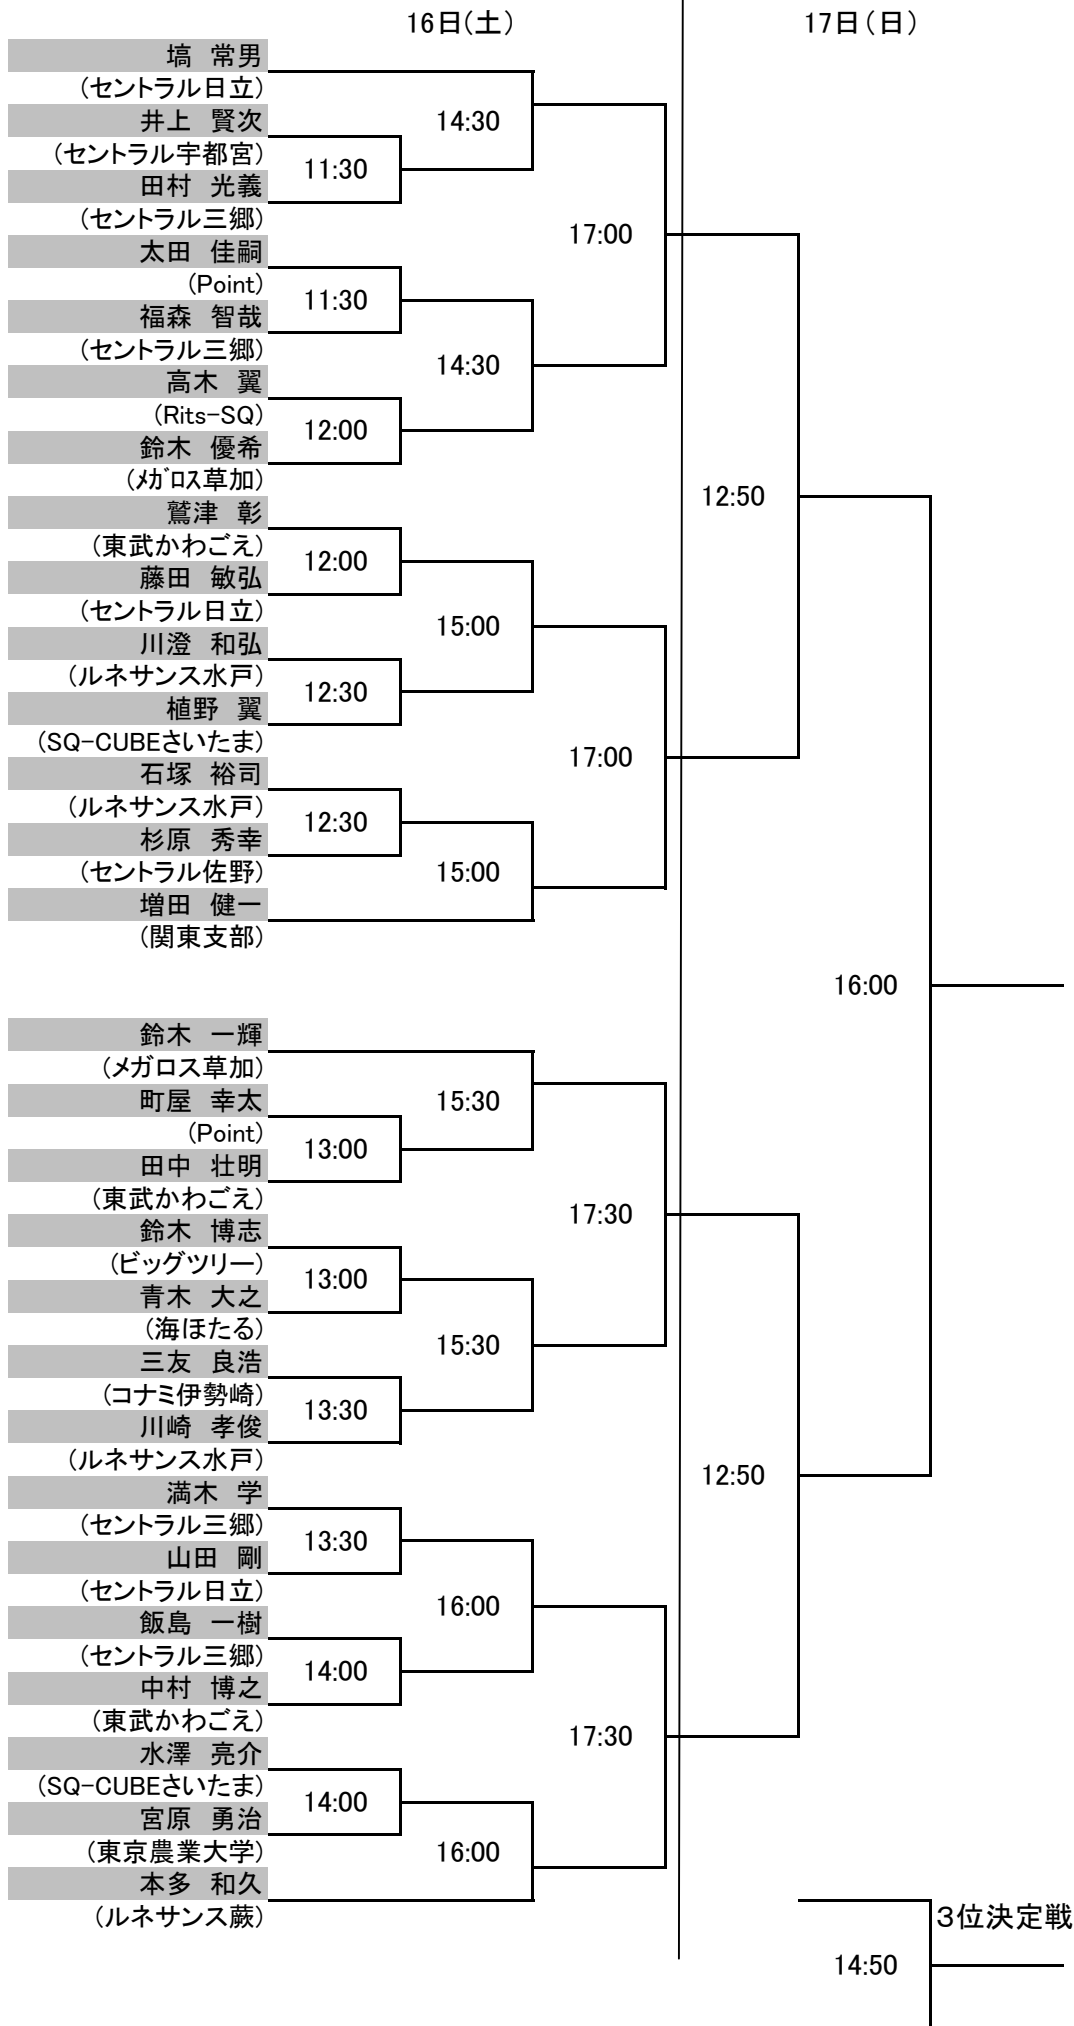 16日(土)
17日(日)
塙 常男
(セントラル日立)
14:30
井上 賢次
(セントラル宇都宮)
11:30
田村 光義
(セントラル三郷)
17:00
太田 佳嗣
(Point)
11:30
福森 智哉
(セントラル三郷)
14:30
高木 翼
(Rits-SQ)
12:00
鈴木 優希
(ﾒｶﾞﾛｽ草加)
12:50
鷲津 彰
(東武かわごえ)
12:00
藤田 敏弘
(セントラル日立)
15:00
川澄 和弘
(ルネサンス水戸)
12:30
植野 翼
(SQ-CUBEさいたま)
17:00
石塚 裕司
(ルネサンス水戸)
12:30
杉原 秀幸
(セントラル佐野)
15:00
増田 健一
(関東支部)
16:00
鈴木 一輝
(メガロス草加)
15:30
町屋 幸太
(Point)
13:00
田中 壮明
(東武かわごえ)
17:30
鈴木 博志
(ビッグツリー)
13:00
青木 大之
(海ほたる)
15:30
三友 良浩
(コナミ伊勢崎)
13:30
川崎 孝俊
(ルネサンス水戸)
12:50
満木 学
(セントラル三郷)
13:30
山田 剛
(セントラル日立)
16:00
飯島 一樹
(セントラル三郷)
14:00
中村 博之
(東武かわごえ)
17:30
水澤 亮介
(SQ-CUBEさいたま)
14:00
宮原 勇治
(東京農業大学)
16:00
本多 和久
(ルネサンス蕨)
3位決定戦
14:50